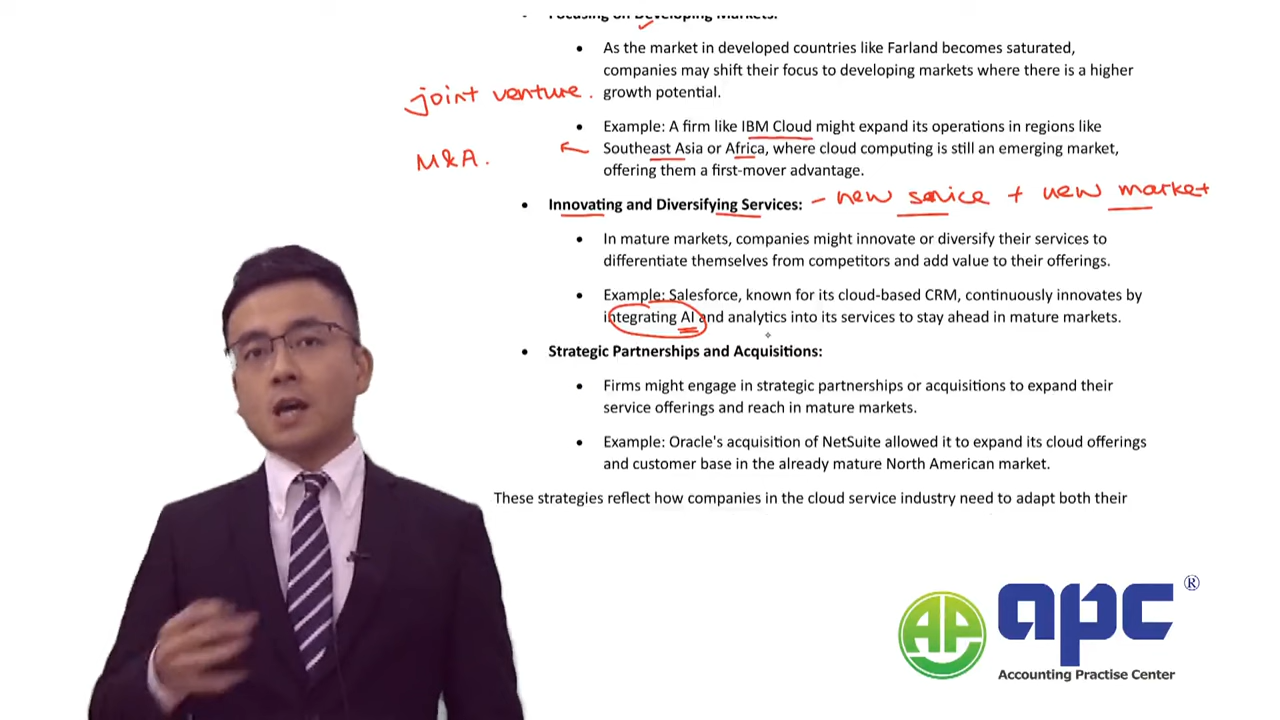 Focusing on Developing Markets:
As the market in developed countries like Farland becomes saturated,
companies may shift their focus to developing markets where there is a higher
growth potential.
joint venture.
Example: A firm like IBM Cloud might expand its operations in regions like
Southeast Asia or Africa, where cloud computing is still an emerging market,
offering them a first-mover advantage.
M&A.
Innovating and Diversifying Services: - new service + new market
In mature markets, companies might innovate or diversify their services to
differentiate themselves from competitors and add value to their offerings.
Example: Salesforce, known for its cloud-based CRM, continuously innovates by
integrating AI and analytics into its services to stay ahead in mature markets.
Strategic Partnerships and Acquisitions:
Firms might engage in strategic partnerships or acquisitions to expand their
service offerings and reach in mature markets.
Example: Oracle's acquisition of NetSuite allowed it to expand its cloud offerings
and customer base in the already mature North American market.
These strategies reflect how companies in the cloud service industry need to adapt both their
AP apc ®
Accounting Practise Center